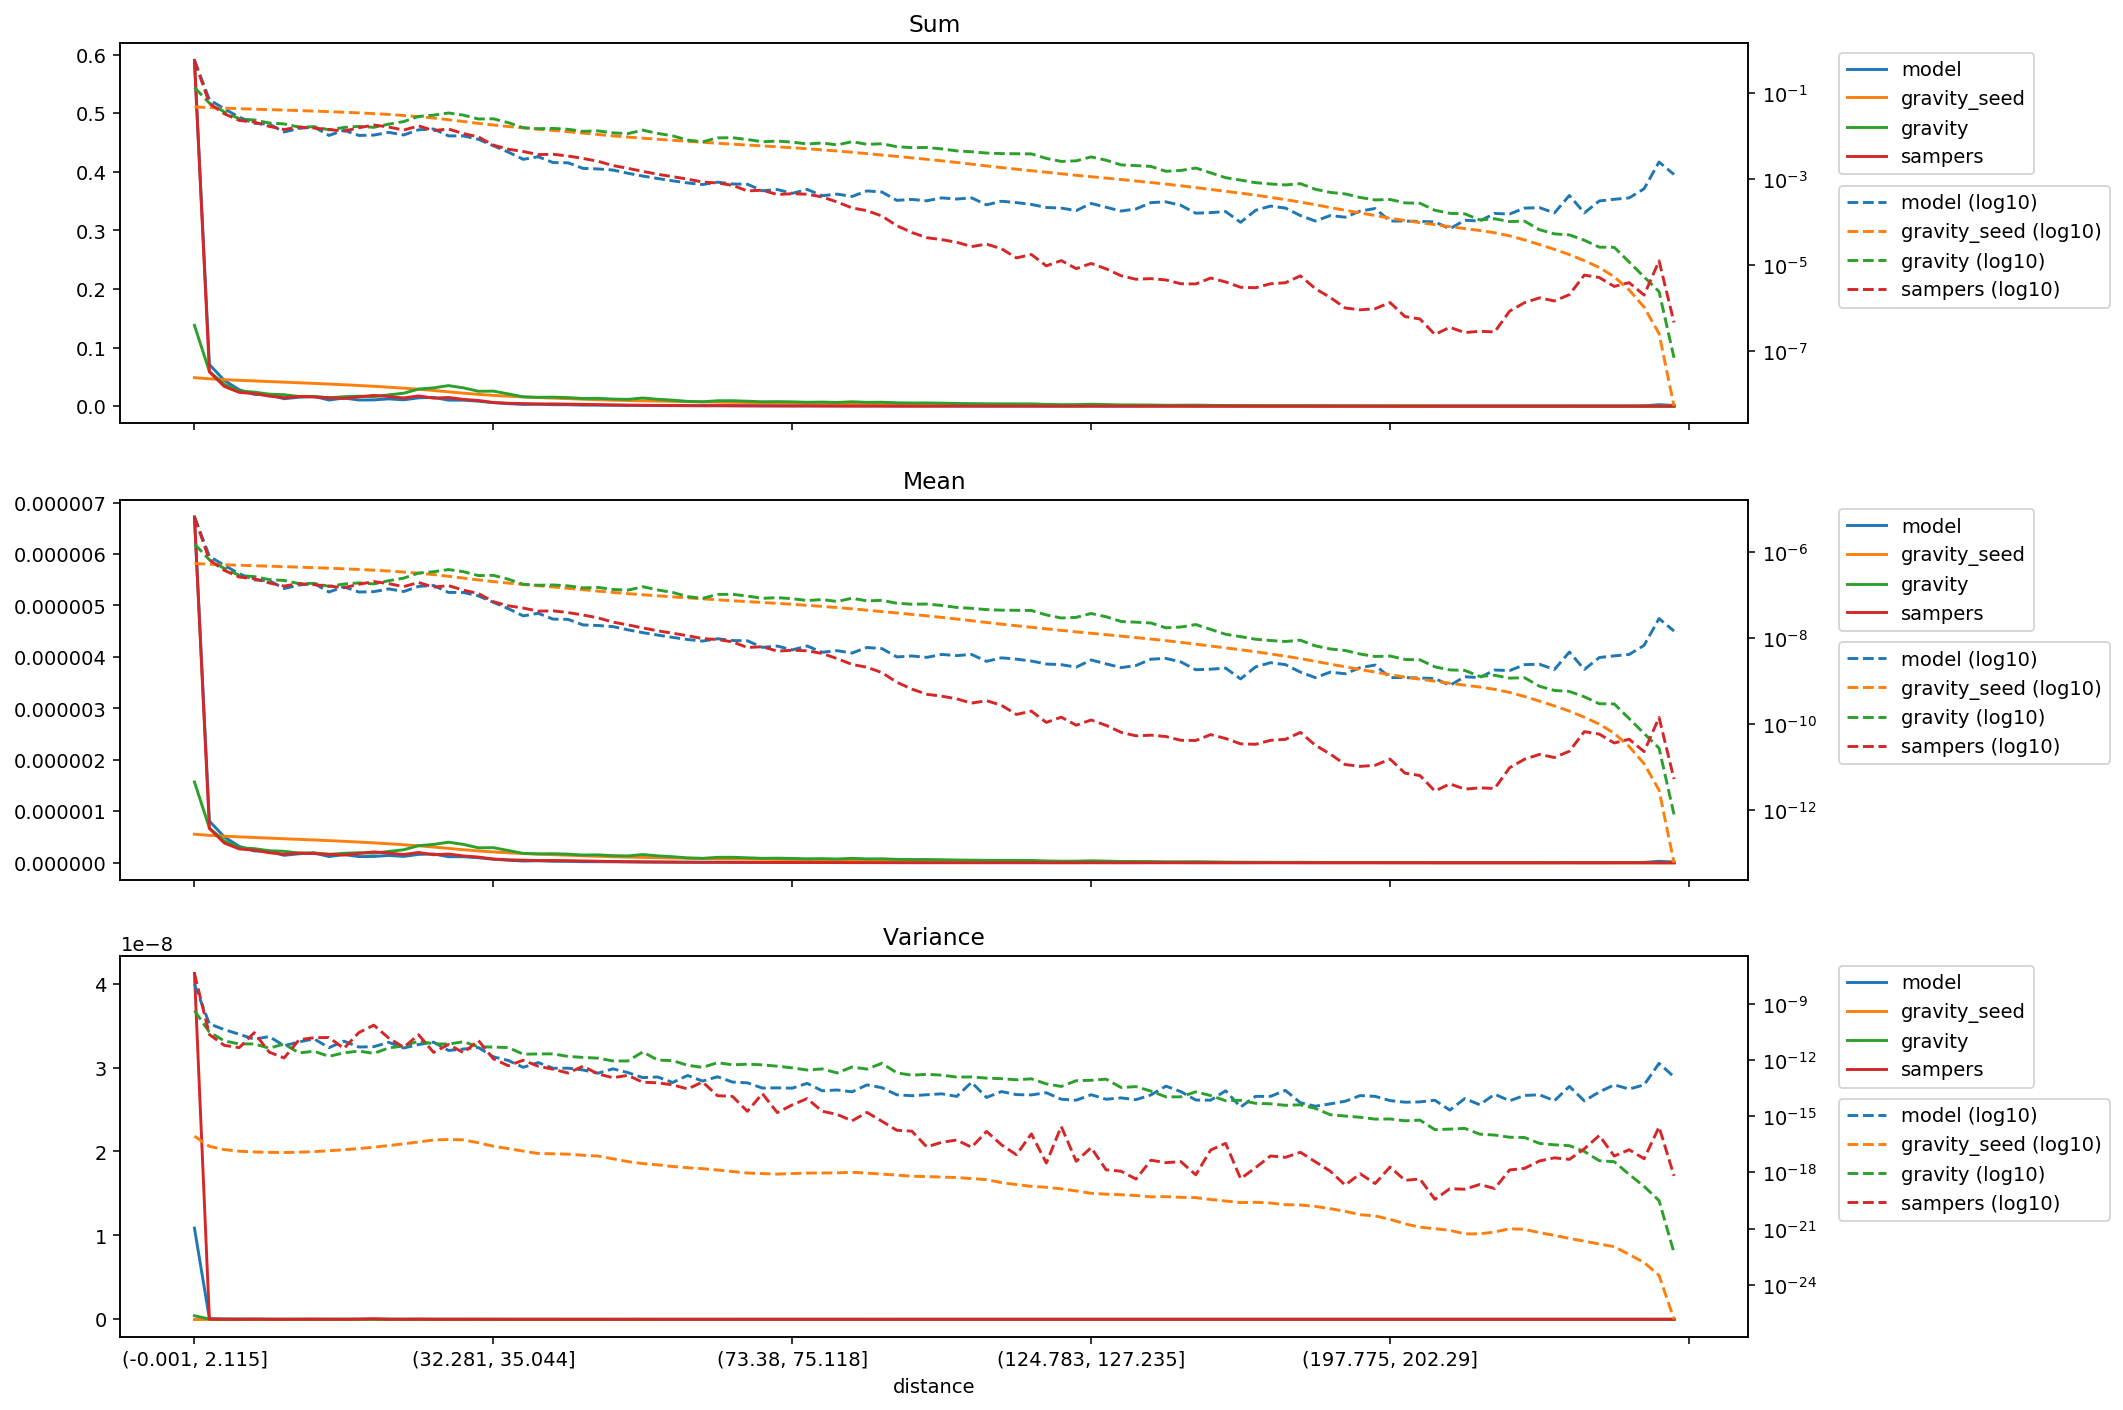 Sum
0.6
0.5
0.4
0.3
0.2
0.1
0.0
10⁻¹
10⁻³
10⁻⁵
10⁻⁷
model
gravity_seed
gravity
sampers
model (log10)
gravity_seed (log10)
gravity (log10)
sampers (log10)
Mean
0.000007
0.000006
0.000005
0.000004
0.000003
0.000002
0.000001
0.000000
10⁻⁶
10⁻⁸
10⁻¹⁰
10⁻¹²
model
gravity_seed
gravity
sampers
model (log10)
gravity_seed (log10)
gravity (log10)
sampers (log10)
Variance
1e−8
4
3
2
1
0
10⁻⁹
10⁻¹²
10⁻¹⁵
10⁻¹⁸
10⁻²¹
10⁻²⁴
model
gravity_seed
gravity
sampers
model (log10)
gravity_seed (log10)
gravity (log10)
sampers (log10)
(-0.001, 2.115] (32.281, 35.044] (73.38, 75.118] (124.783, 127.235] (197.775, 202.29]
distance